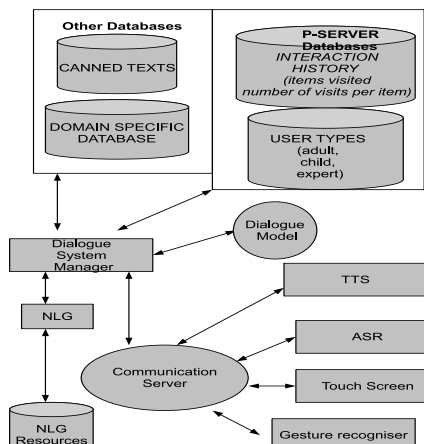 Other Databases
CANNED TEXTS
DOMAIN SPECIFIC
DATABASE
P-SERVER
Databases
INTERACTION
HISTORY
(items visited
number of visits per item)
USER TYPES
(adult,
child,
expert)
Dialogue
System
Manager
Dialogue
Model
NLG
NLG
Resources
Communication
Server
TTS
ASR
Touch Screen
Gesture recogniser